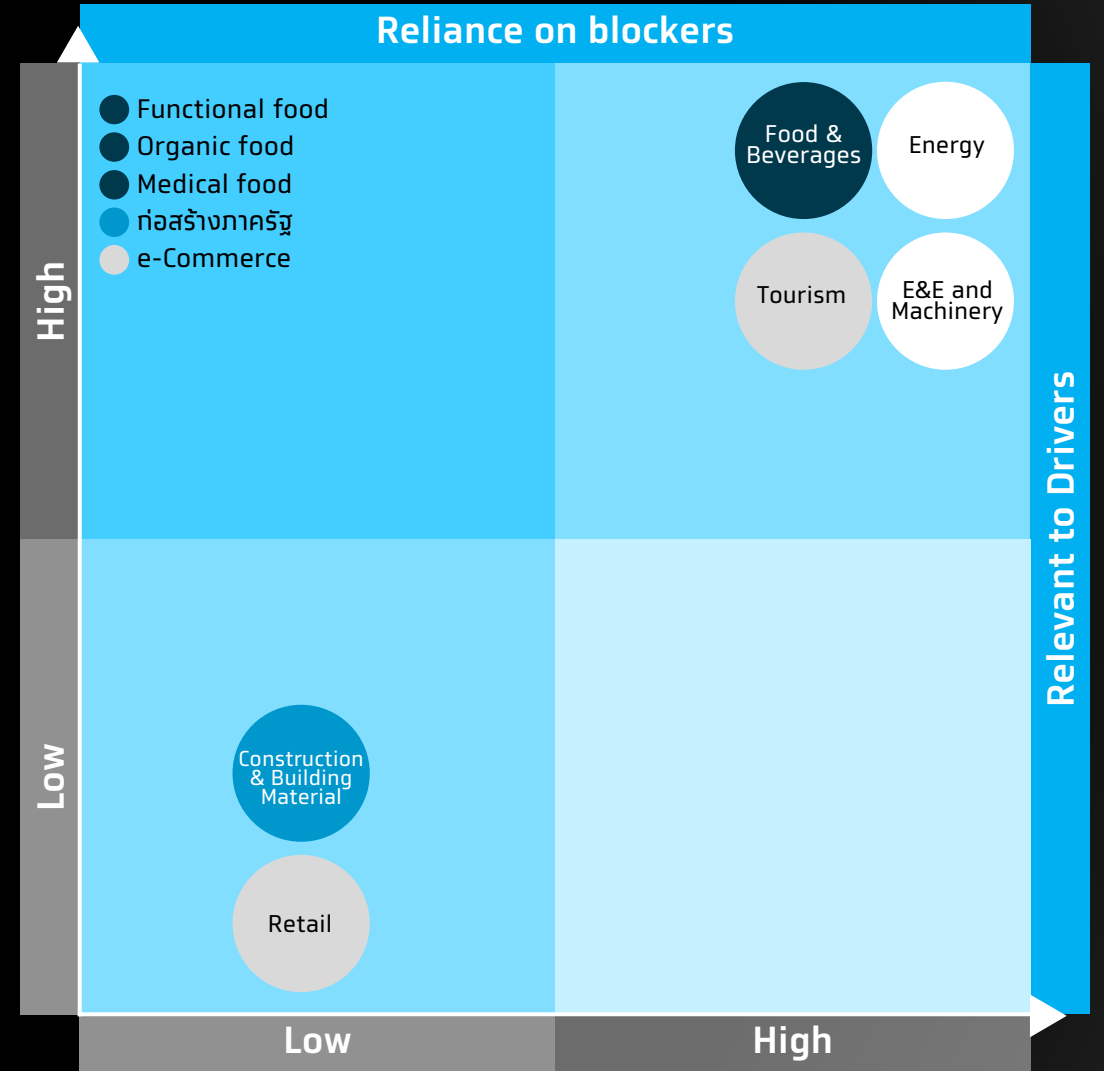 Reliance on blockers
Functional food
Organic food
Medical food
ก่อสร้างภาครัฐ
e-Commerce
Food &
Beverages
Energy
Tourism
E&E and
Machinery
High
Relevant to Drivers
Low
Construction
& Building
Material
Retail
Low
High